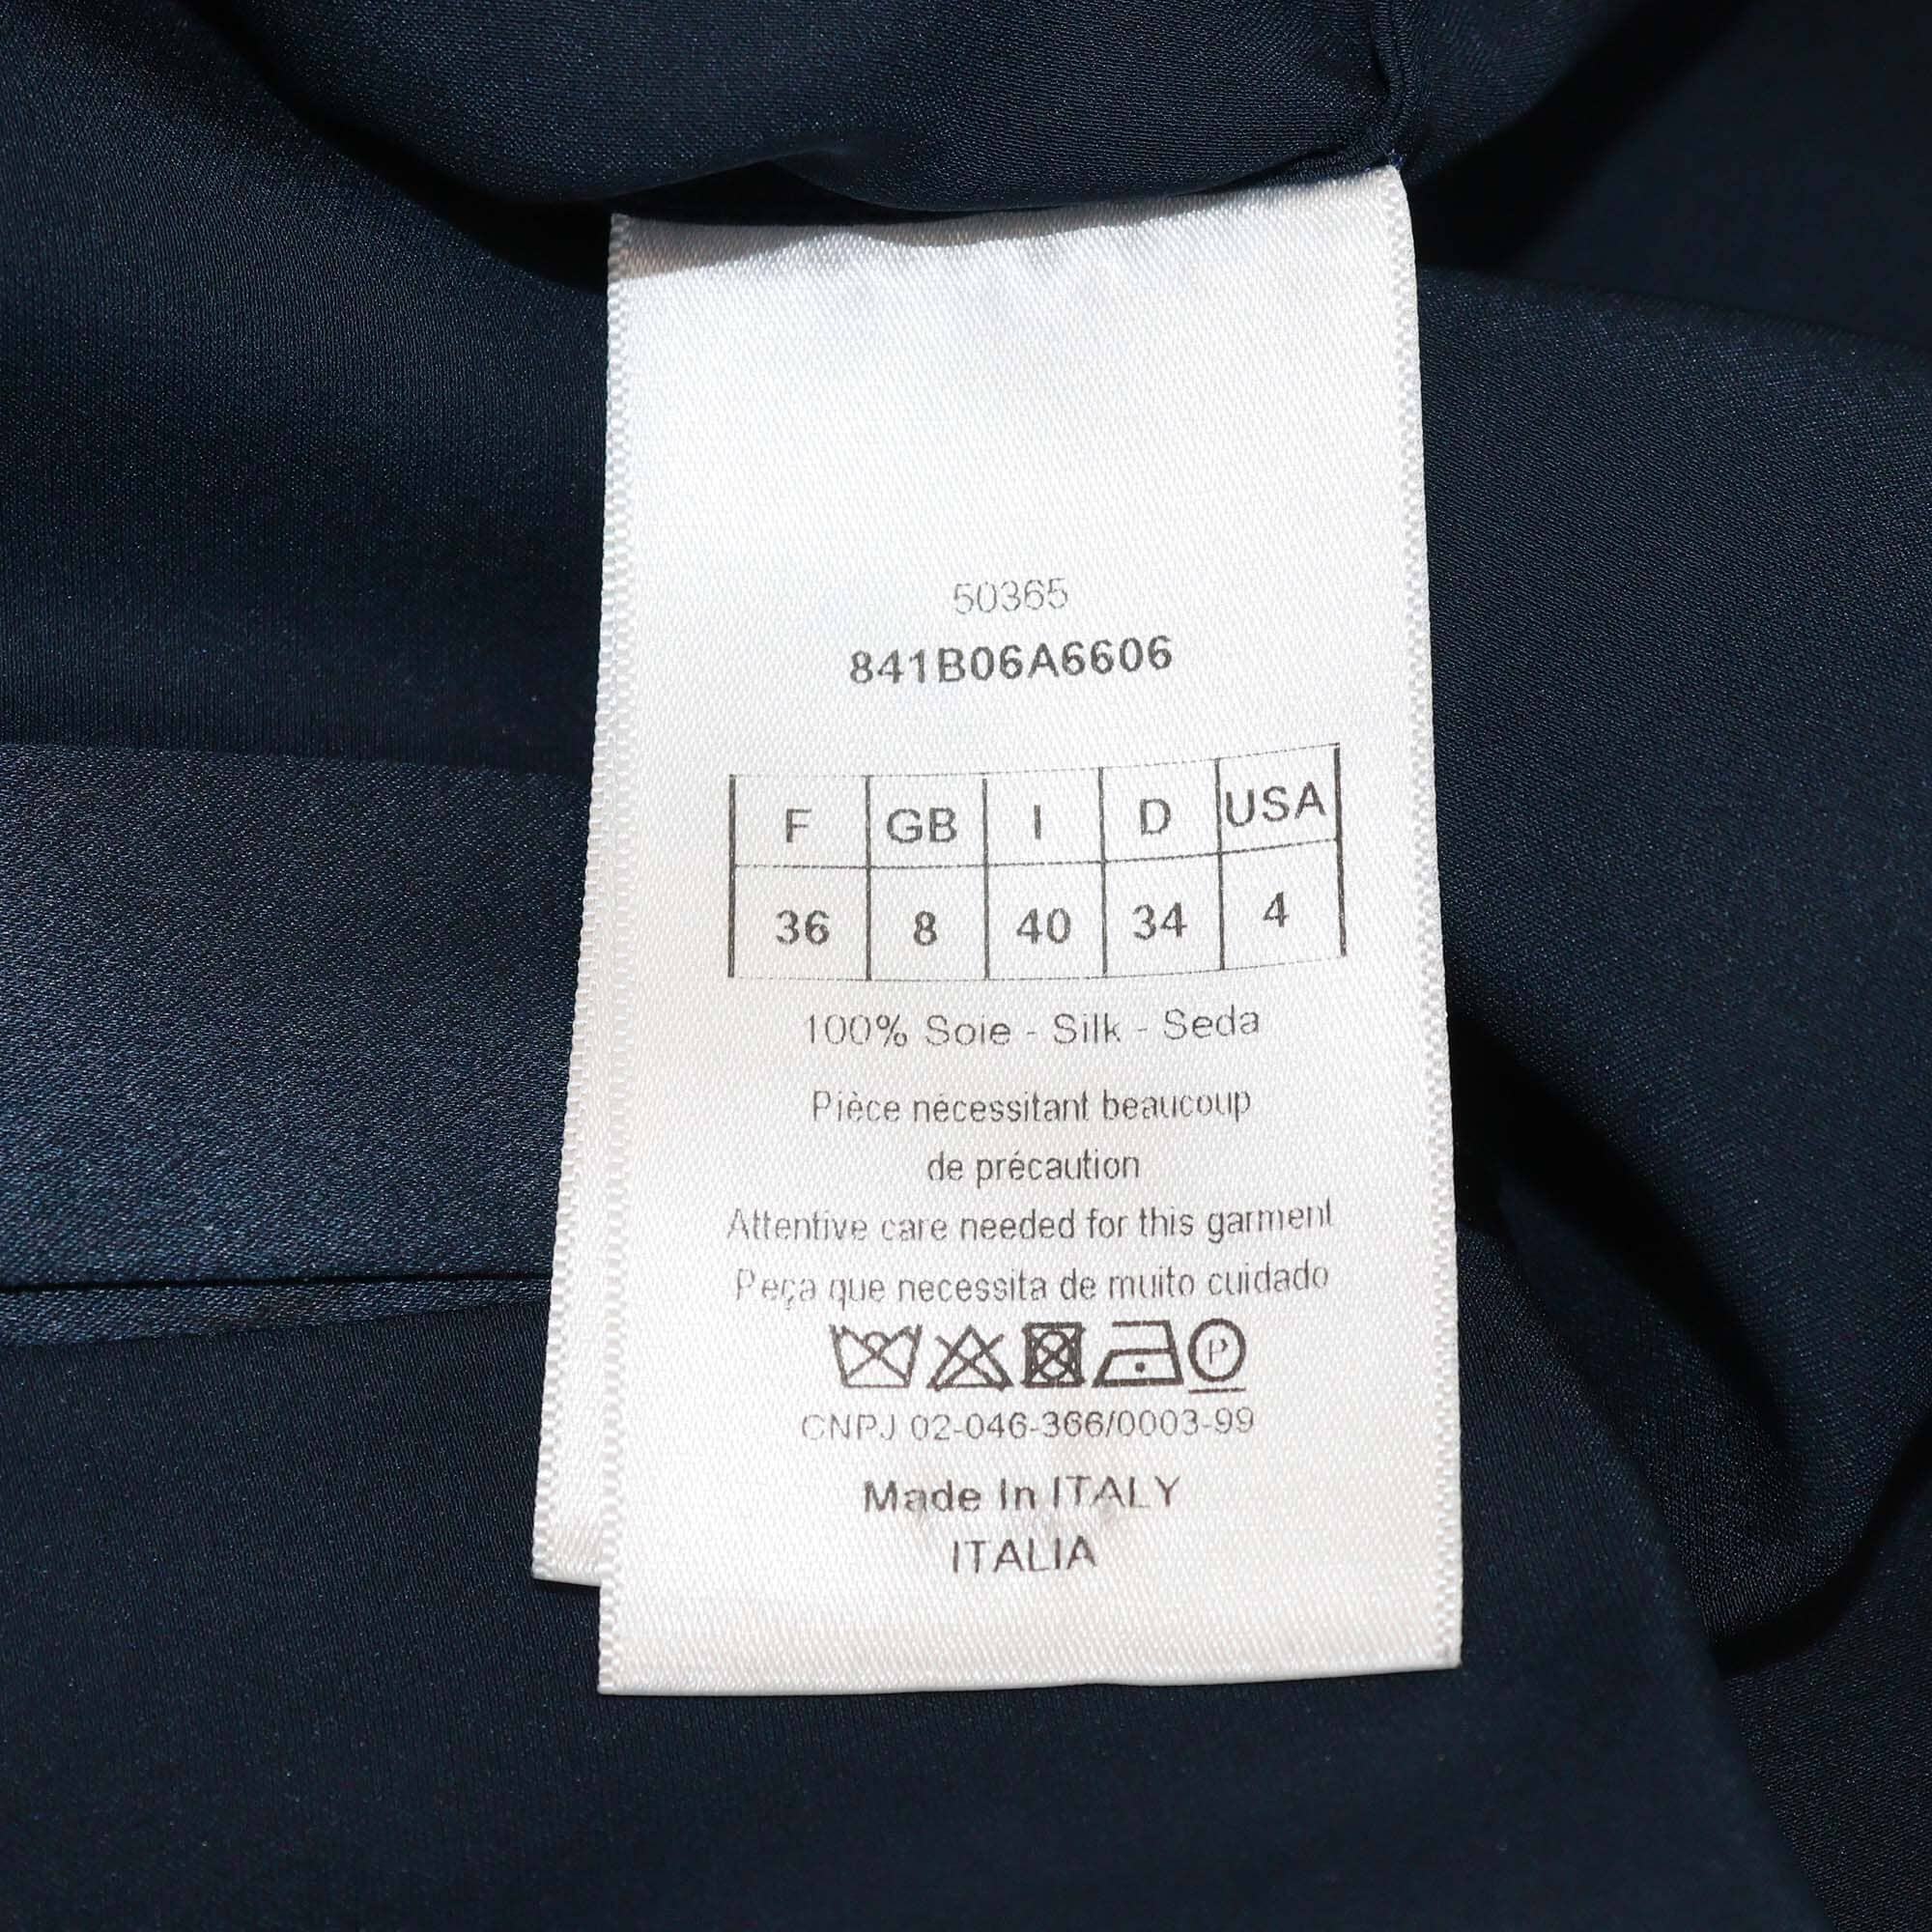 50365
841B06A6606
F GB I D USA
36 8 40 34 4
100% Soie - Silk - Seda
Pièce nécessitant beaucoup
de précaution
Attentive care needed for this garment
Peça que necessita de muito cuidado
P
CNPJ 02-046-366/0003-99
Made In ITALY
ITALIA